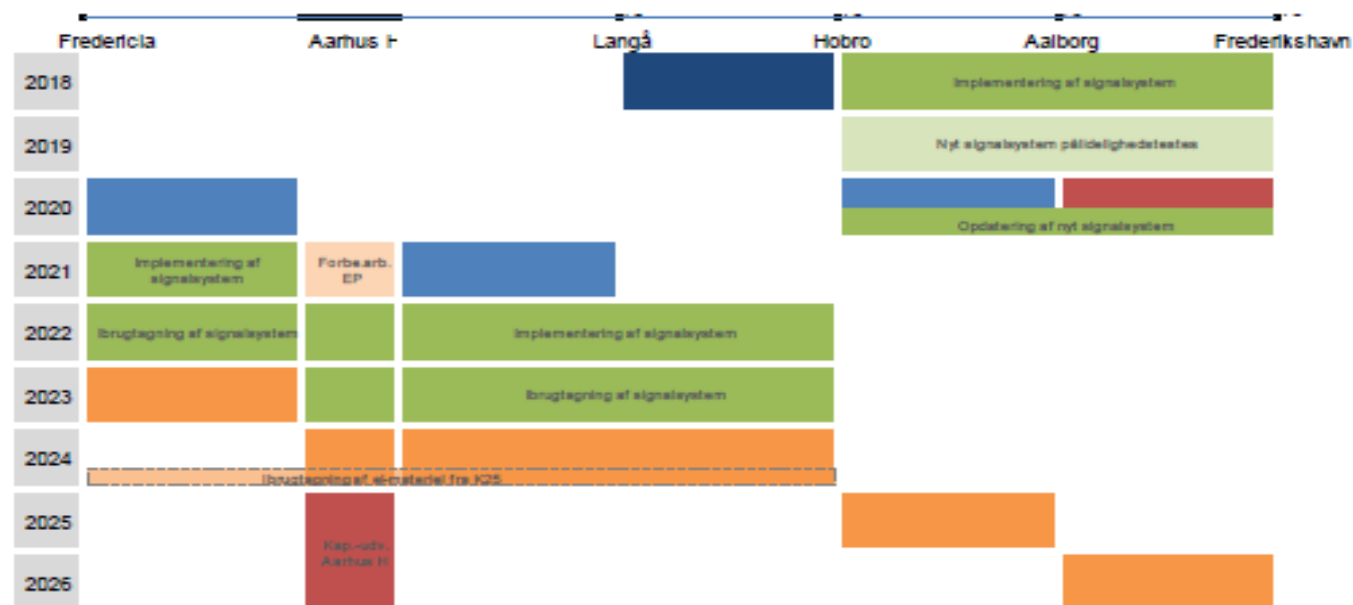 Fredericia Aarhus H Langå Hobro Aalborg Frederikshavn
2018 Implementering af signalsystem
2019 Nyt signalsystem pålidelighedstestes
2020
Opdatering af nyt signalsystem
2021 Implementering af Forbe.arb.
signalsystem EP
2022 Ibrugtagning af signalsystem Implementering af signalsystem
2023 Ibrugtagning af signalsystem
2024
Ibrugtagning af el-materiel fra K25
2025
Kap.-udv.
Aarhus H
2026